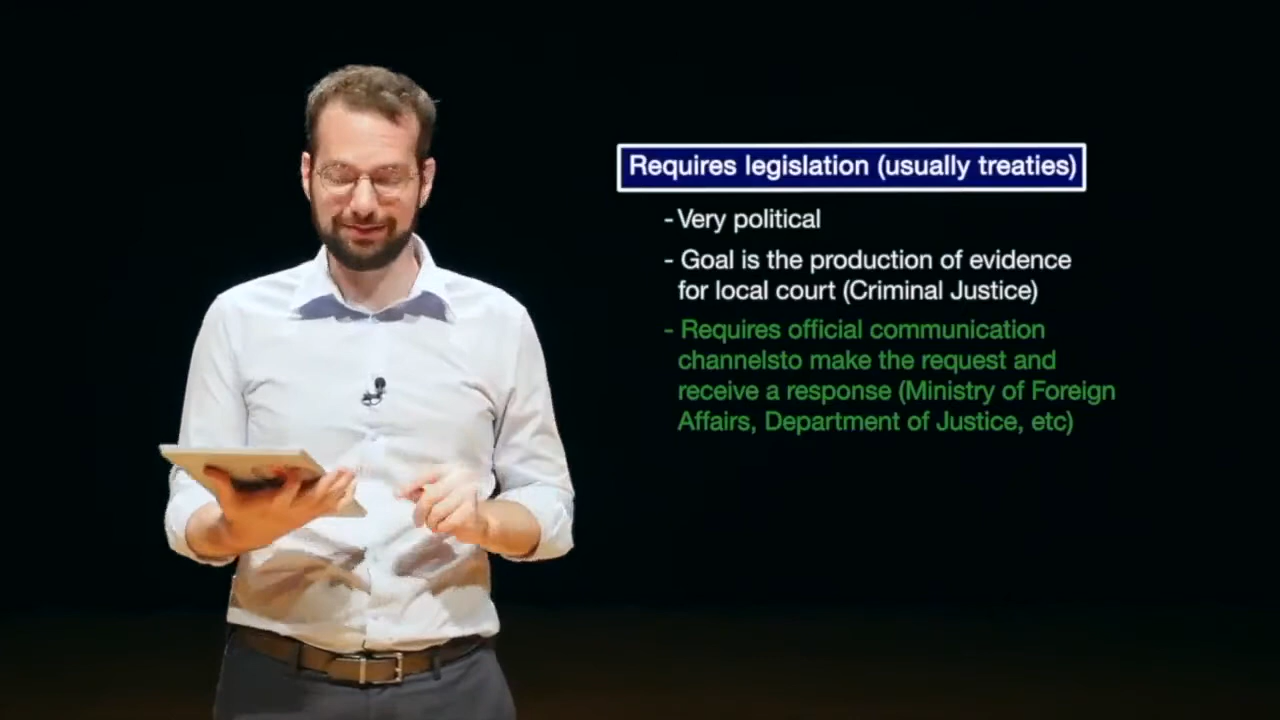 Requires legislation (usually treaties)
- Very political
- Goal is the production of evidence
for local court (Criminal Justice)
- Requires official communication
channelsto make the request and
receive a response (Ministry of Foreign
Affairs, Department of Justice, etc)